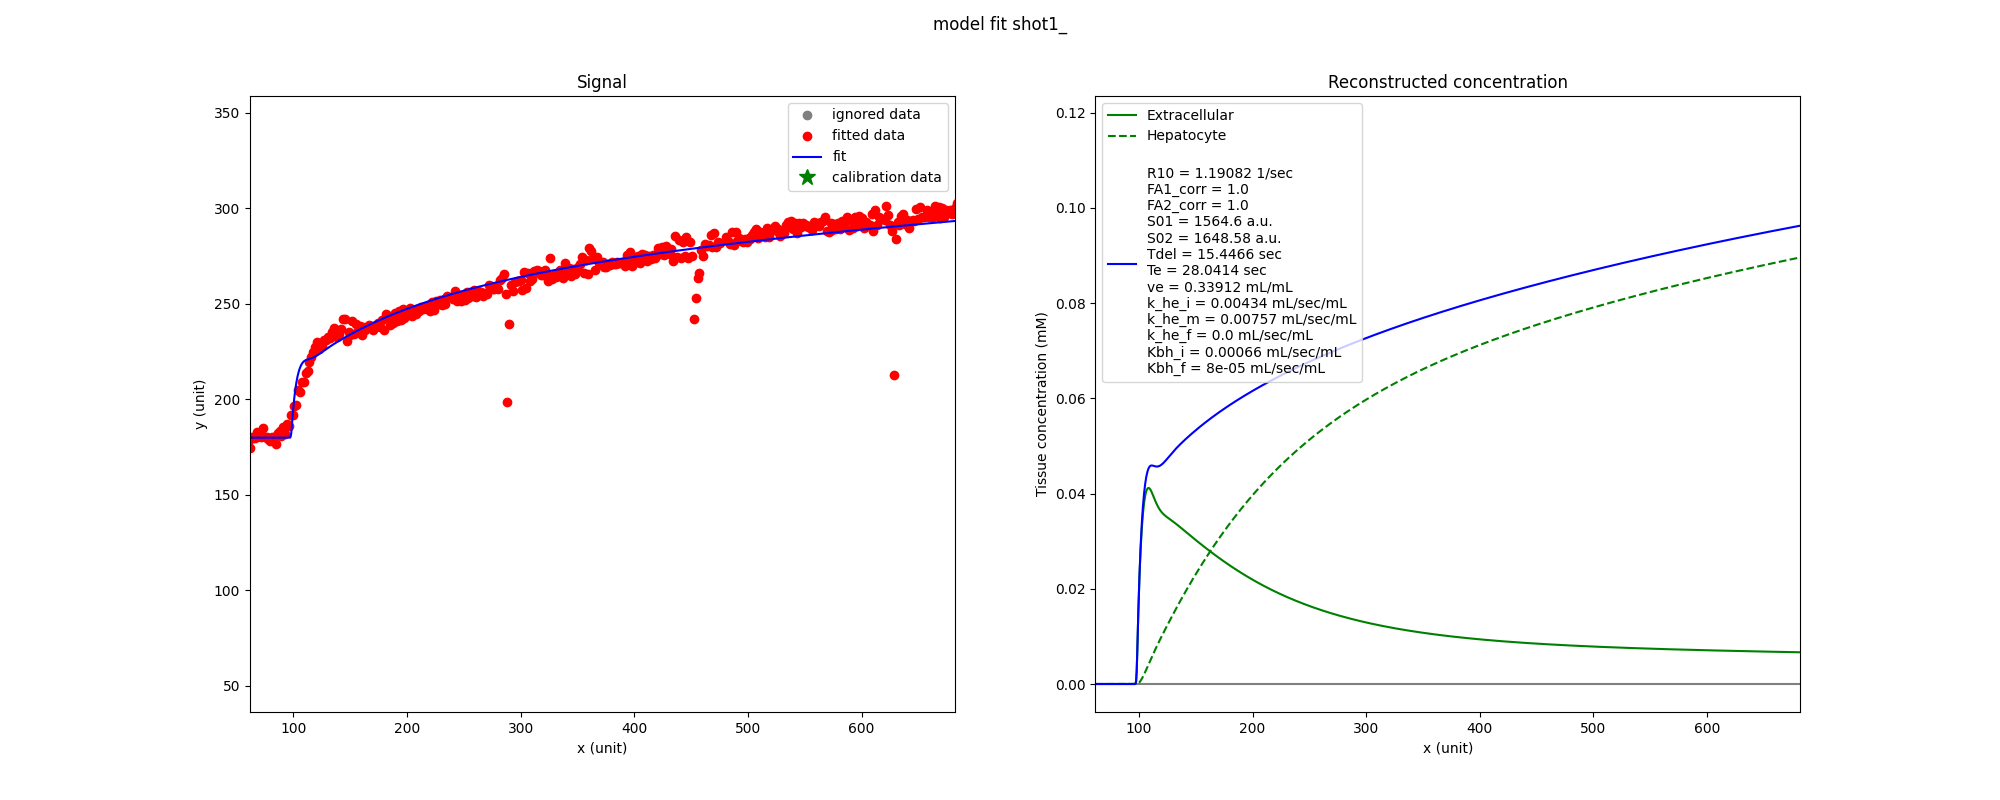 model fit shot1_
Signal
350
300
250
200
150
100
50
y (unit)
100
200
300
400
500
600
x (unit)
ignored data
fitted data
fit
calibration data
Reconstructed concentration
0.12
0.10
0.08
0.06
0.04
0.02
0.00
Tissue concentration (mM)
100
200
300
400
500
600
x (unit)
Extracellular
Hepatocyte
R10 = 1.19082 1/sec
FA1_corr = 1.0
FA2_corr = 1.0
S01 = 1564.6 a.u.
S02 = 1648.58 a.u.
Tdel = 15.4466 sec
Te = 28.0414 sec
ve = 0.33912 mL/mL
k_he_i = 0.00434 mL/sec/mL
k_he_m = 0.00757 mL/sec/mL
k_he_f = 0.0 mL/sec/mL
Kbh_i = 0.00066 mL/sec/mL
Kbh_f = 8e-05 mL/sec/mL